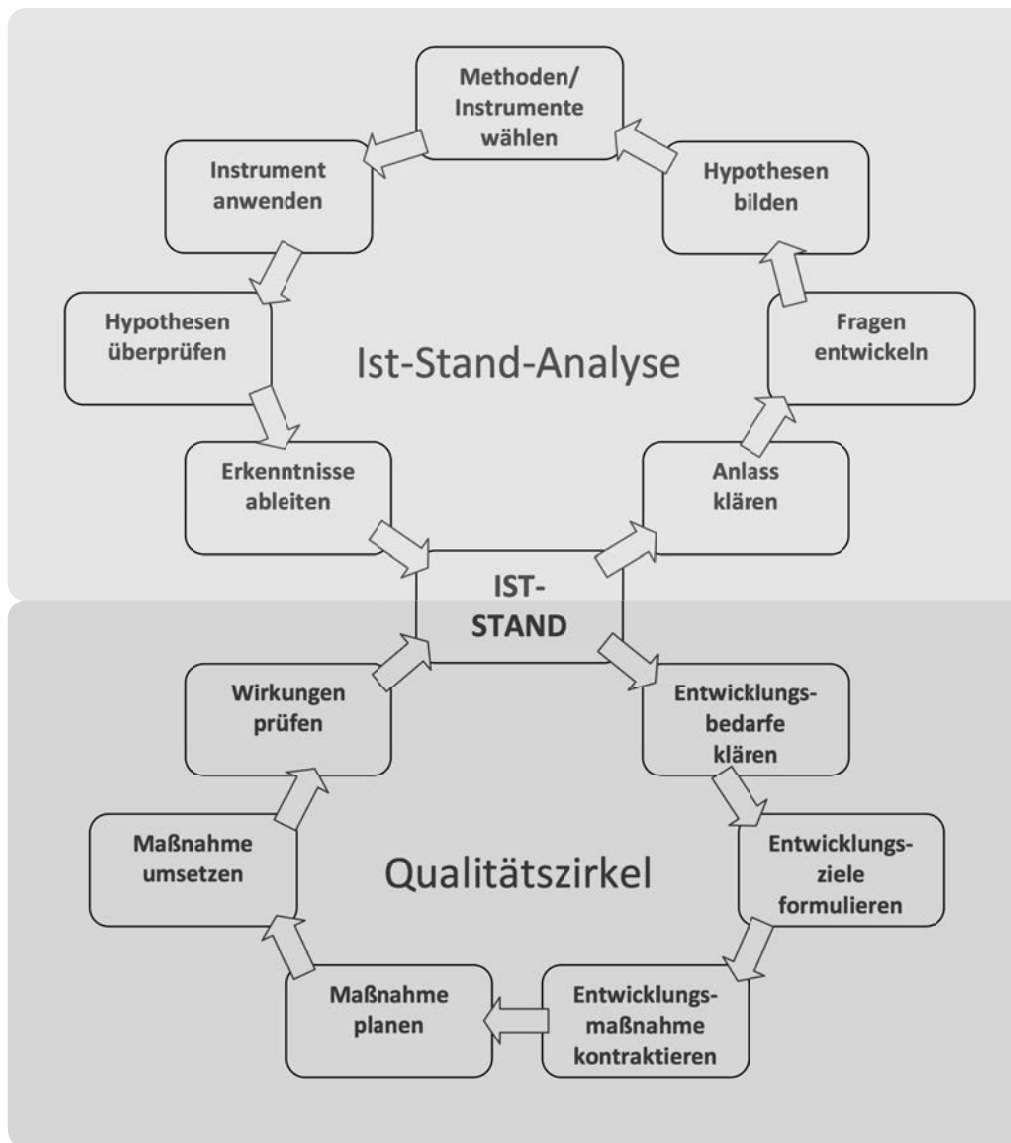 Methoden/
Instrumente
wählen
Instrument
anwenden
Hypothesen
bilden
Hypothesen
überprüfen
Fragen
entwickeln
Ist-Stand-Analyse
Erkenntnisse
ableiten
Anlass
klären
IST-
STAND
Wirkungen
prüfen
Entwicklungs-
bedarfe
klären
Maßnahme
umsetzen
Entwicklungs-
ziele
formulieren
Qualitätszirkel
Maßnahme
planen
Entwicklungs-
maßnahme
kontraktieren